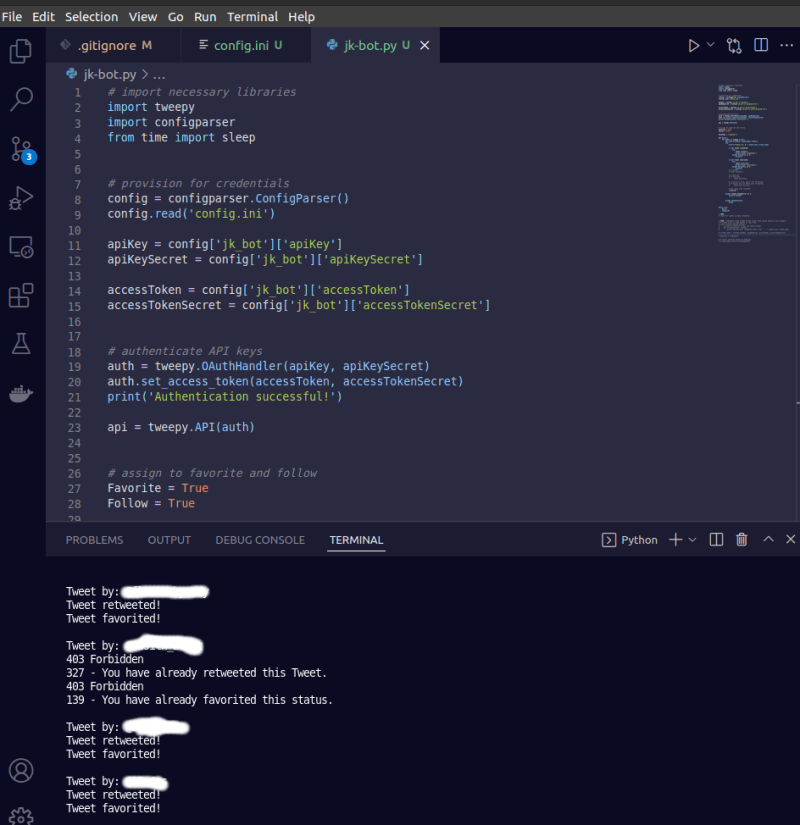 File Edit Selection View Go Run Terminal Help
.gitignore M config.ini U jk-bot.py U
jk-bot.py > ...
1 # import necessary libraries
2 import tweepy
3 import configparser
4 from time import sleep
5
6
7 # provision for credentials
8 config = configparser.ConfigParser()
9 config.read('config.ini')
10
11 apiKey = config['jk_bot']['apiKey']
12 apiKeySecret = config['jk_bot']['apiKeySecret']
13
14 accessToken = config['jk_bot']['accessToken']
15 accessTokenSecret = config['jk_bot']['accessTokenSecret']
16
17
18 # authenticate API keys
19 auth = tweepy.OAuthHandler(apiKey, apiKeySecret)
20 auth.set_access_token(accessToken, accessTokenSecret)
21 print('Authentication successful!')
22
23 api = tweepy.API(auth)
24
25
26 # assign to favorite and follow
27 Favorite = True
28 Follow = True
29
3
PROBLEMS OUTPUT DEBUG CONSOLE TERMINAL Python
Tweet by:
Tweet retweeted!
Tweet favorited!
Tweet by:
403 Forbidden
327 - You have already retweeted this Tweet.
403 Forbidden
139 - You have already favorited this status.
Tweet by:
Tweet retweeted!
Tweet favorited!
Tweet by:
Tweet retweeted!
Tweet favorited!